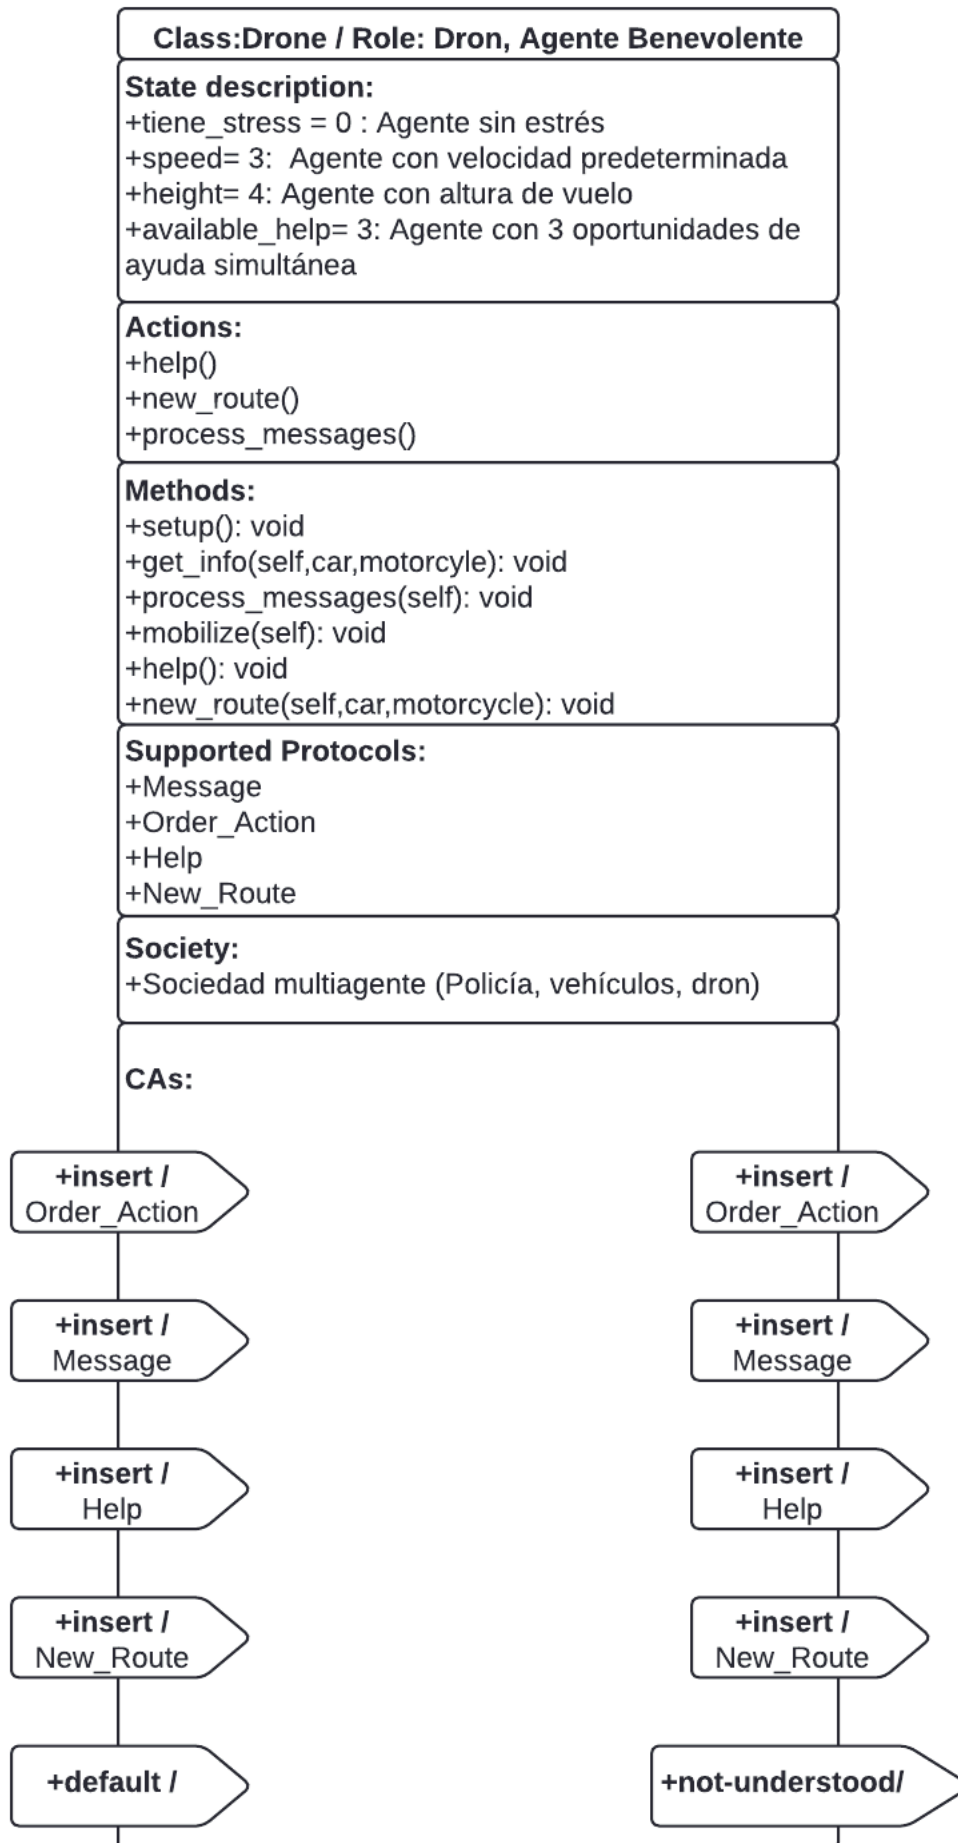 Class:Drone / Role: Dron, Agente Benevolente
State description:
+tiene_stress = 0 : Agente sin estrés
+speed= 3:  Agente con velocidad predeterminada
+height= 4: Agente con altura de vuelo
+available_help= 3: Agente con 3 oportunidades de
ayuda simultánea
Actions:
+help()
+new_route()
+process_messages()
Methods:
+setup(): void
+get_info(self,car,motorcyle): void
+process_messages(self): void
+mobilize(self): void
+help(): void
+new_route(self,car,motorcycle): void
Supported Protocols:
+Message
+Order_Action
+Help
+New_Route
Society:
+Sociedad multiagente (Policía, vehículos, dron)
CAs:
+insert /
Order_Action
+insert /
Order_Action
+insert /
Message
+insert /
Message
+insert /
Help
+insert /
Help
+insert /
New_Route
+insert /
New_Route
+default /
+not-understood/